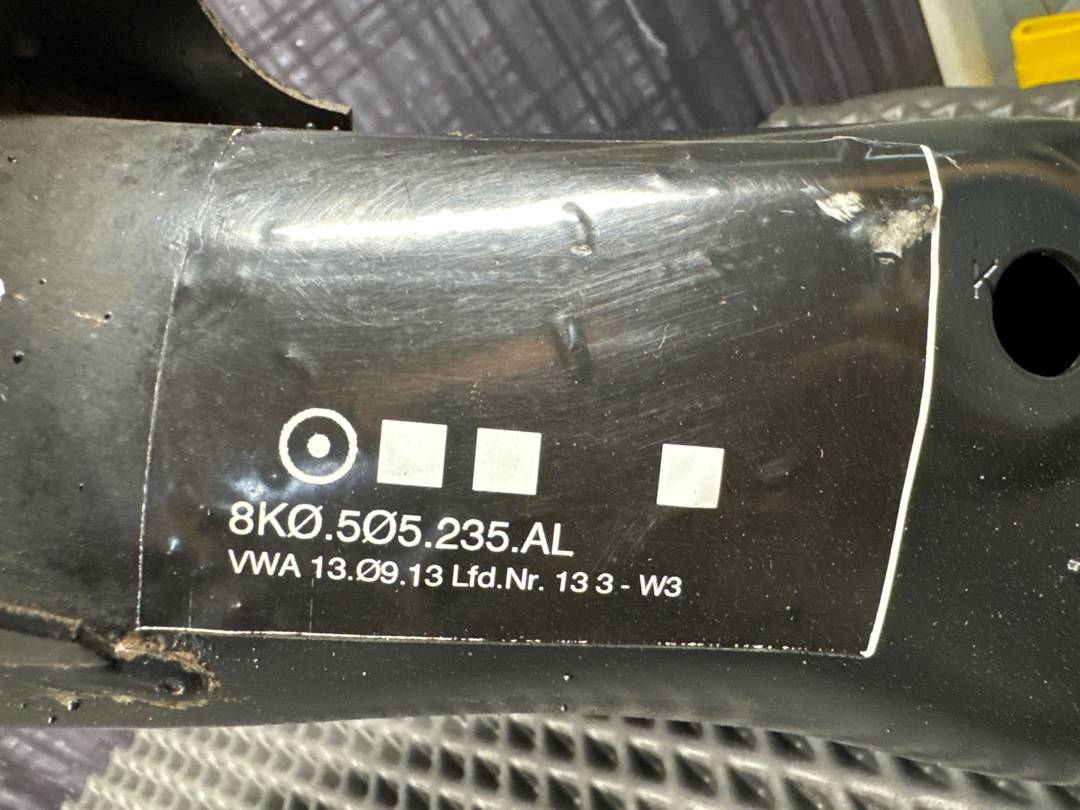 8KØ.5Ø5.235.AL
VWA 13.Ø9.13 Lfd.Nr. 13 3 - W3
K